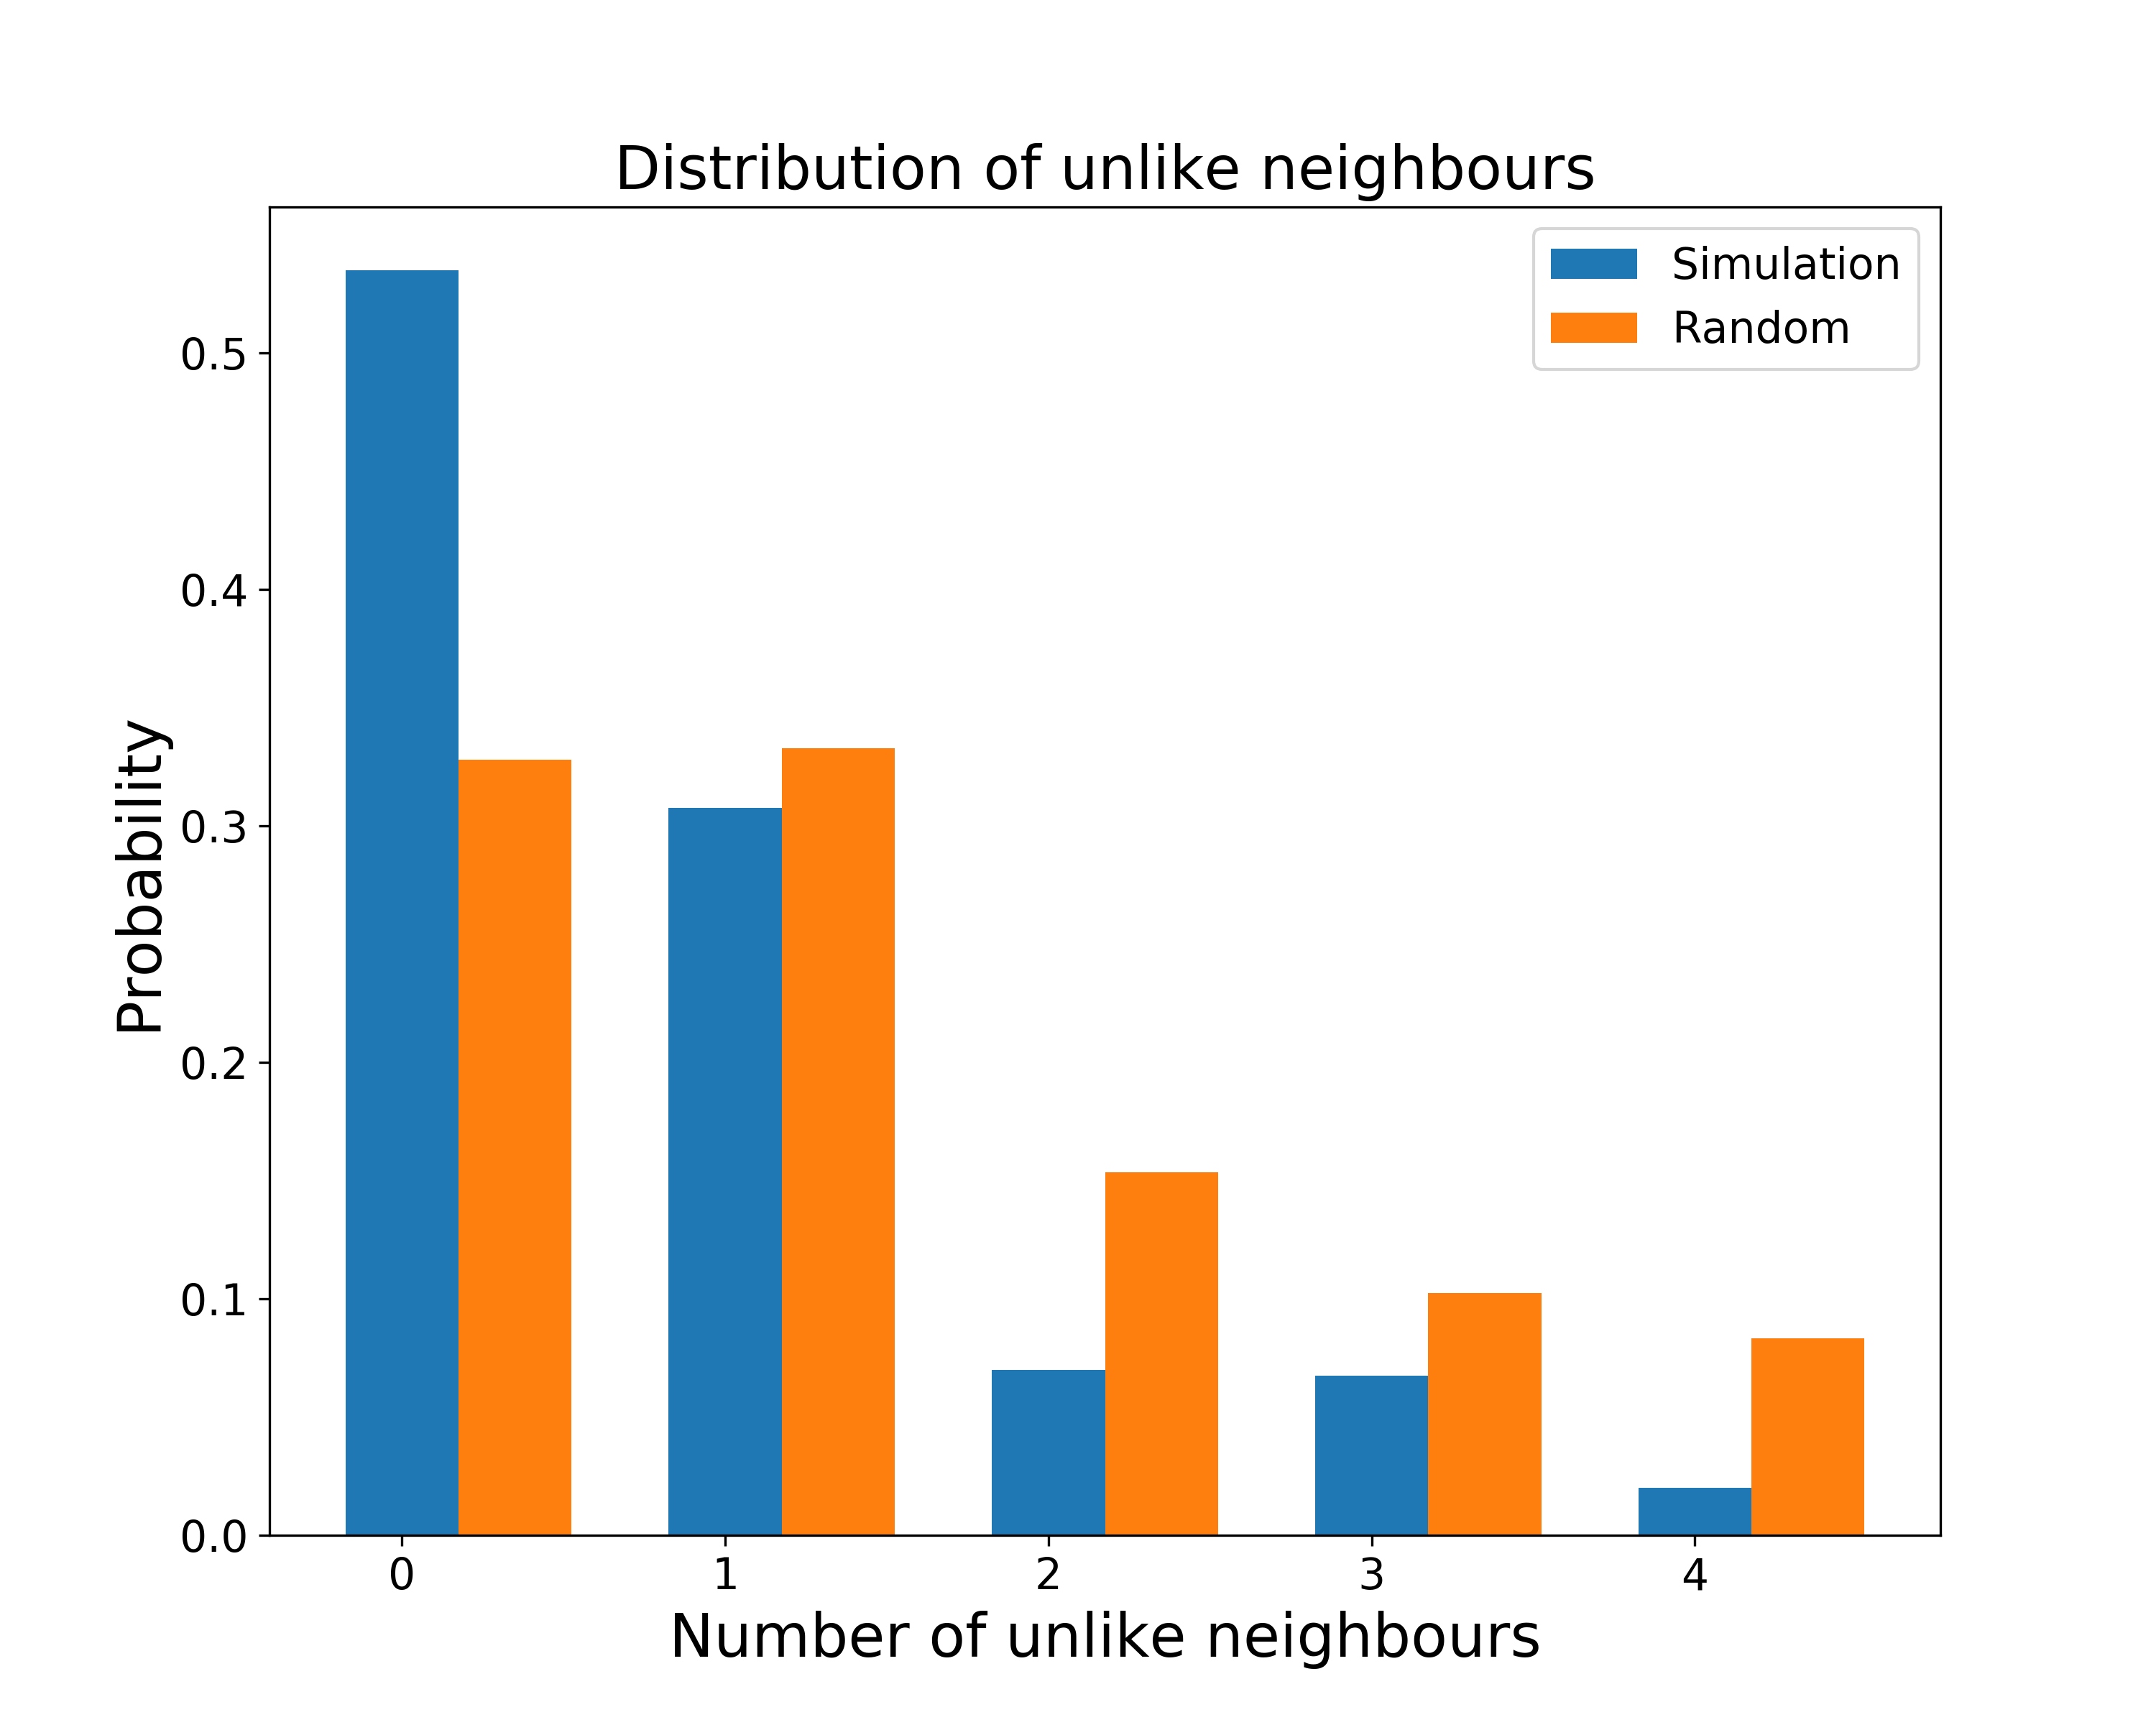 Distribution of unlike neighbours
Simulation
Random
0.5
0.4
0.3
0.2
0.1
0.0
Probability
0 1 2 3 4
Number of unlike neighbours